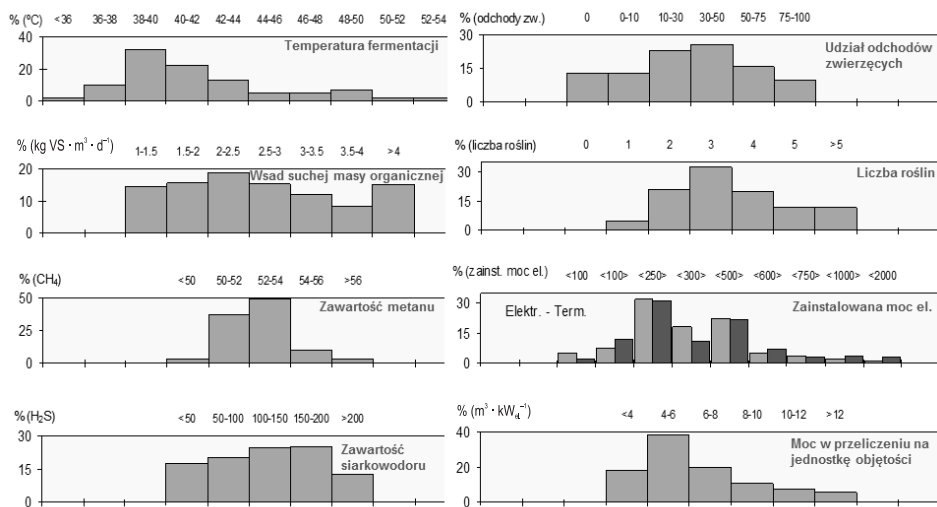 % (ºC) <36 36-38 38-40 40-42 42-44 44-46 46-48 48-50 50-52 52-54
40
20
0
Temperatura fermentacji
% (kg VS · m³ · d⁻¹) 1-1.5 1.5-2 2-2.5 2.5-3 3-3.5 3.5-4 >4
20
10
0
Wsad suchej masy organicznej
% (CH₄) <50 50-52 52-54 54-56 >56
50
25
0
Zawartość metanu
% (H₂S) <50 50-100 100-150 150-200 >200
30
15
0
Zawartość
siarkowodoru
% (odchody zw.) 0 0-10 10-30 30-50 50-75 75-100
30
15
0
Udział odchodów
zwierzęcych
% (liczba roślin) 0 1 2 3 4 5 >5
30
15
0
Liczba roślin
% (zainst. moc el.) <100 <100> <250> <300> <500> <600> <750> <1000> <2000
30
15
0
Elektr. - Term.
Zainstalowana moc el.
% (m³ · kWₑₗ⁻¹) <4 4-6 6-8 8-10 10-12 >12
40
20
0
Moc w przeliczeniu na
jednostkę objętości